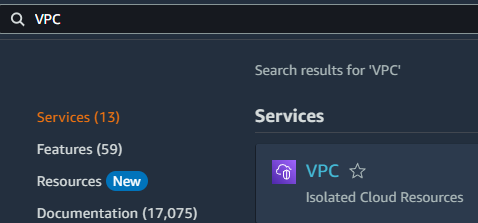 VPC
Search results for 'VPC'
Services (13)
Features (59)
Resources New
Documentation (17,075)
Services
VPC
Isolated Cloud Resources